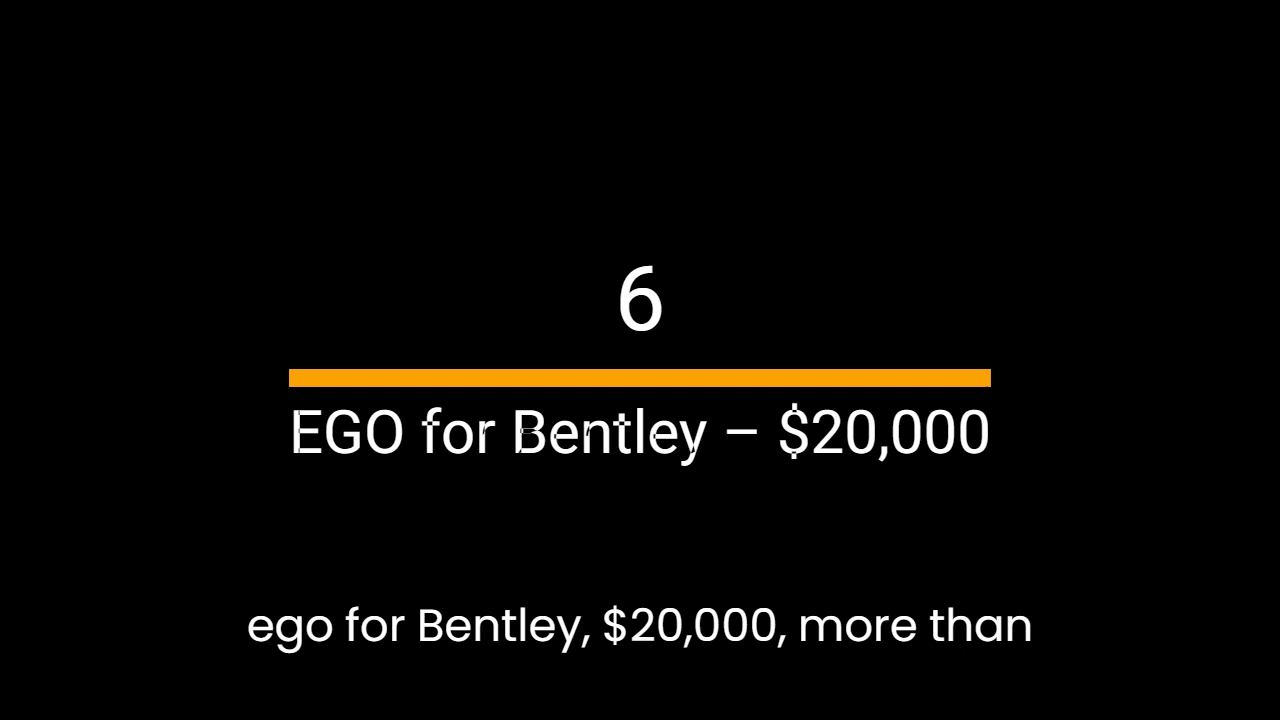 6
EGO for Bentley – $20,000
ego for Bentley, $20,000, more than